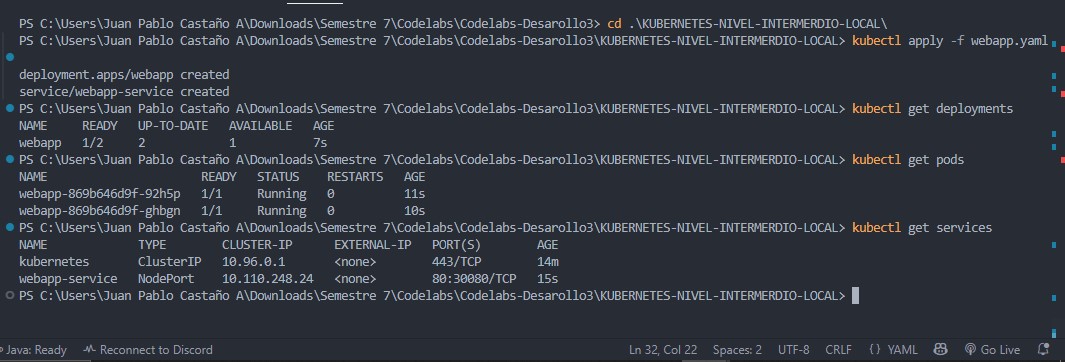 PS C:\Users\Juan Pablo Castaño A\Downloads\Semestre 7\Codelabs\Codelabs-Desarollo3> cd .\KUBERNETES-NIVEL-INTERMERDIO-LOCAL\
PS C:\Users\Juan Pablo Castaño A\Downloads\Semestre 7\Codelabs\Codelabs-Desarollo3\KUBERNETES-NIVEL-INTERMERDIO-LOCAL> kubectl apply -f webapp.yaml
deployment.apps/webapp created
service/webapp-service created
PS C:\Users\Juan Pablo Castaño A\Downloads\Semestre 7\Codelabs\Codelabs-Desarollo3\KUBERNETES-NIVEL-INTERMERDIO-LOCAL> kubectl get deployments
NAME READY UP-TO-DATE AVAILABLE AGE
webapp 1/2 2 1 7s
PS C:\Users\Juan Pablo Castaño A\Downloads\Semestre 7\Codelabs\Codelabs-Desarollo3\KUBERNETES-NIVEL-INTERMERDIO-LOCAL> kubectl get pods
NAME READY STATUS RESTARTS AGE
webapp-869b646d9f-92h5p 1/1 Running 0 11s
webapp-869b646d9f-ghbgn 1/1 Running 0 10s
PS C:\Users\Juan Pablo Castaño A\Downloads\Semestre 7\Codelabs\Codelabs-Desarollo3\KUBERNETES-NIVEL-INTERMERDIO-LOCAL> kubectl get services
NAME TYPE CLUSTER-IP EXTERNAL-IP PORT(S) AGE
kubernetes ClusterIP 10.96.0.1 <none> 443/TCP 14m
webapp-service NodePort 10.110.248.24 <none> 80:30080/TCP 15s
PS C:\Users\Juan Pablo Castaño A\Downloads\Semestre 7\Codelabs\Codelabs-Desarollo3\KUBERNETES-NIVEL-INTERMERDIO-LOCAL>
Java: Ready Reconnect to Discord Ln 32, Col 22 Spaces: 2 UTF-8 CRLF {} YAML Go Live